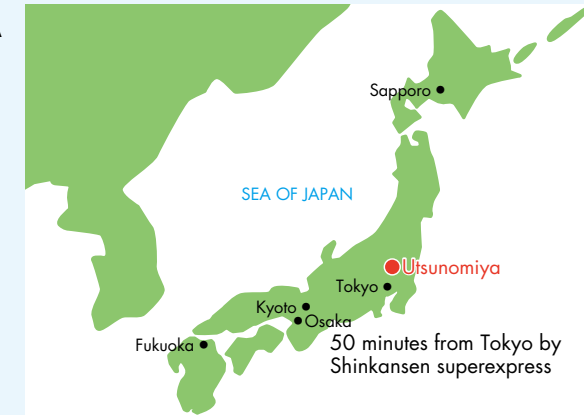 Sapporo
SEA OF JAPAN
Utsunomiya
Tokyo
Kyoto
Osaka
Fukuoka
50 minutes from Tokyo by
Shinkansen superexpress